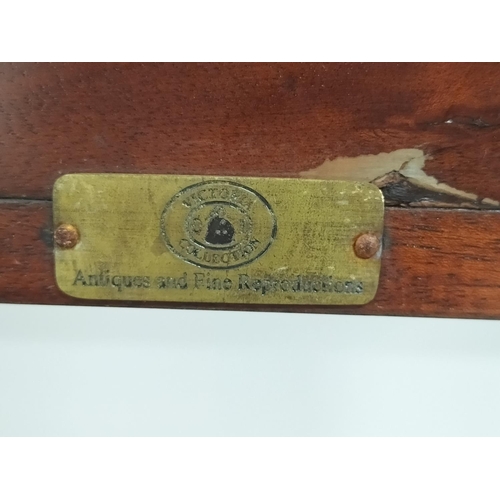 VICTORIA
COLLECTION
Antiques and Fine Reproductions